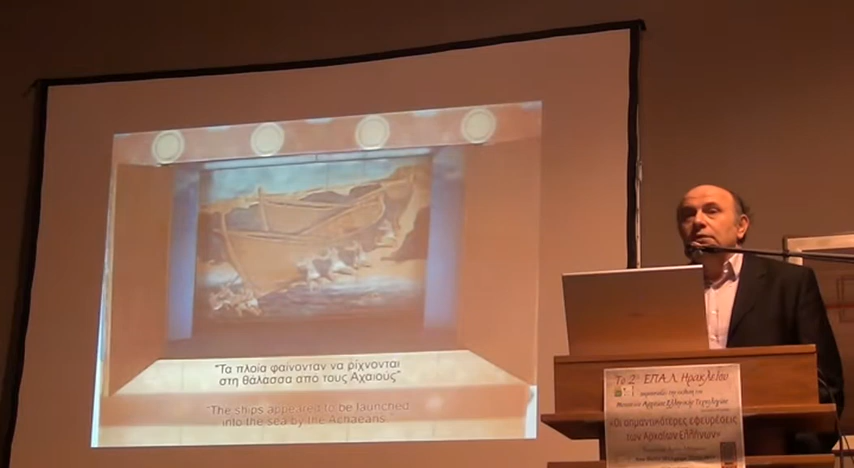 "Τα πλοία φαίνονταν να ρίχνονται
στη θάλασσα από τους Αχαιούς"
"The ships appeared to be launched
into the sea by Achaeans."
Το 2ο ΕΠΑ.Λ. Ηρακλείου
«Οι σημαντικότερες εφευρέσεις
των Αρχαίων Ελλήνων»